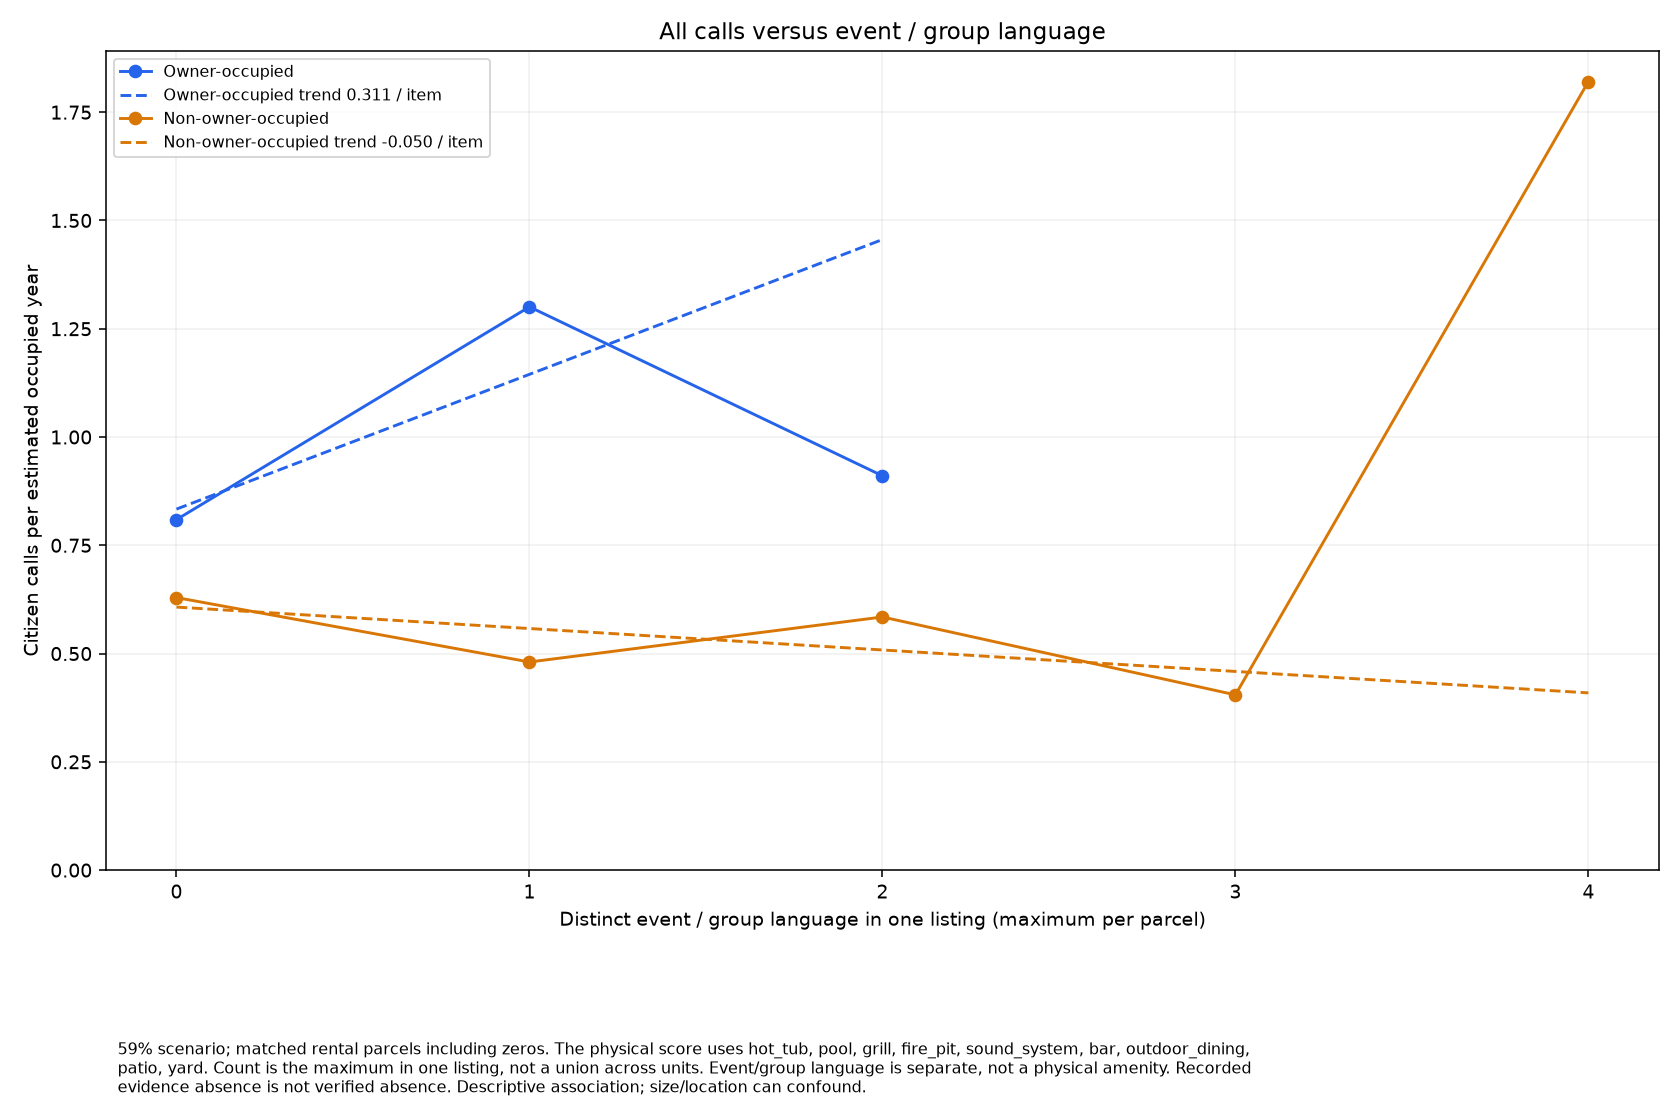 All calls versus event / group language
Owner-occupied
Owner-occupied trend 0.311 / item
Non-owner-occupied
Non-owner-occupied trend -0.050 / item
Citizen calls per estimated occupied year
1.75
1.50
1.25
1.00
0.75
0.50
0.25
0.00
0 1 2 3 4
Distinct event / group language in one listing (maximum per parcel)
59% scenario; matched rental parcels including zeros. The physical score uses hot_tub, pool, grill, fire_pit, sound_system, bar, outdoor_dining,
patio, yard. Count is the maximum in one listing, not a union across units. Event/group language is separate, not a physical amenity. Recorded
evidence absence is not verified absence. Descriptive association; size/location can confound.